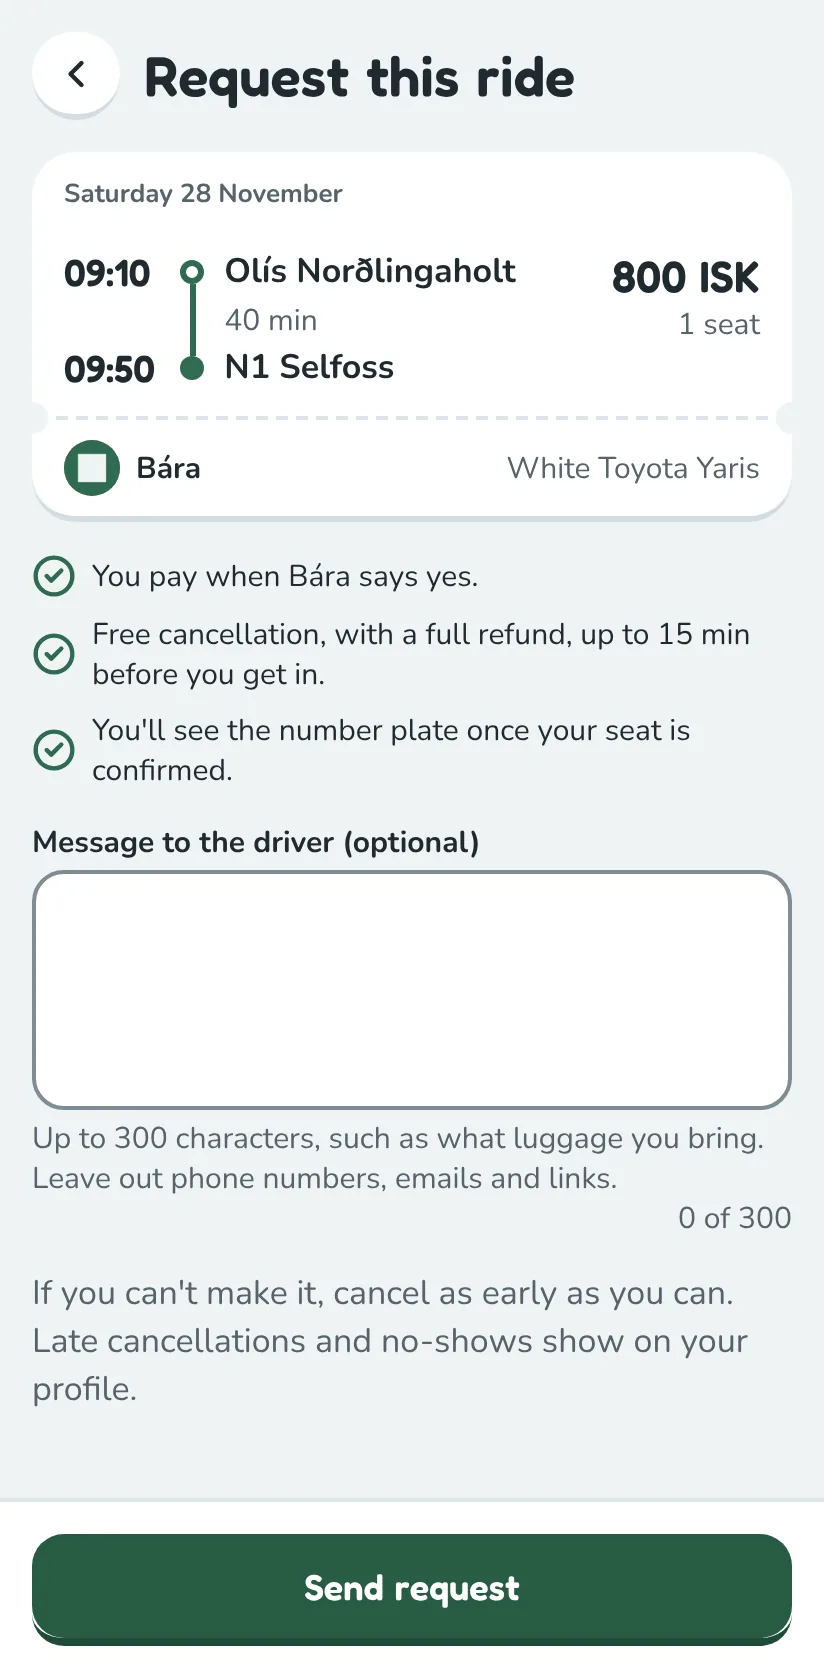 Request this ride
Saturday 28 November
09:10 Olís Norðlingaholt 800 ISK
40 min 1 seat
09:50 N1 Selfoss
Bára White Toyota Yaris
You pay when Bára says yes.
Free cancellation, with a full refund, up to 15 min
before you get in.
You'll see the number plate once your seat is
confirmed.
Message to the driver (optional)
Up to 300 characters, such as what luggage you bring.
Leave out phone numbers, emails and links.
0 of 300
If you can't make it, cancel as early as you can.
Late cancellations and no-shows show on your
profile.
Send request